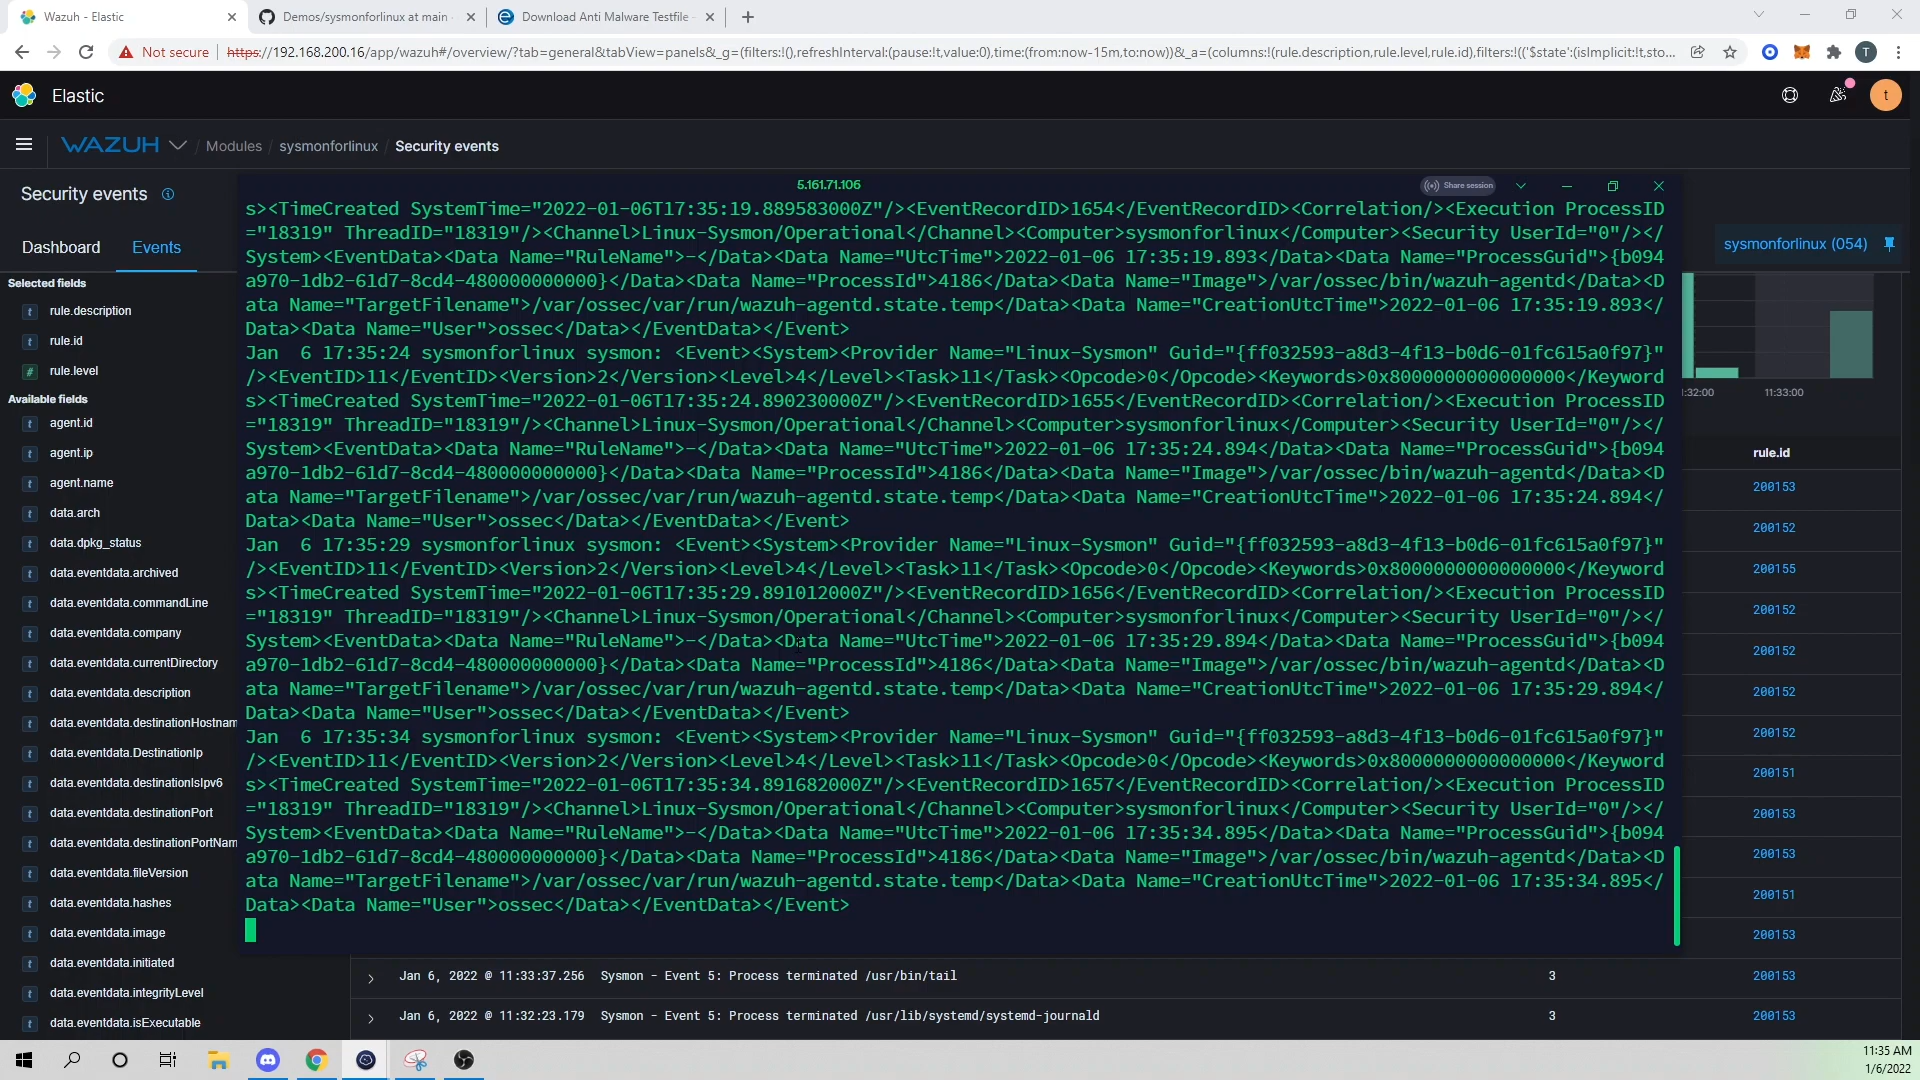 Wazuh - Elastic
Demos/sysmonforlinux at main
Download Anti Malware Testfile -
Not secure
https://192.168.200.16/app/wazuh#/overview/?tab=general&tabView=panels&_g=(filters:!(),refreshInterval:(pause:!t,value:0),time:(from:now-15m,to:now))&_a=(columns:!(rule.description,rule.level,rule.id),filters:!(('$state':(isImplicit:!t,sto...
T
Elastic
t
WAZUH / Modules / sysmonforlinux / Security events
Security events
5.161.71.106
Share session
Dashboard
Events
sysmonforlinux (054)
Selected fields
t rule.description
t rule.id
# rule.level
Available fields
t agent.id
t agent.ip
t agent.name
t data.arch
t data.dpkg_status
t data.eventdata.archived
t data.eventdata.commandLine
t data.eventdata.company
t data.eventdata.currentDirectory
t data.eventdata.description
t data.eventdata.destinationHostnam
t data.eventdata.DestinationIp
t data.eventdata.destinationIsIpv6
t data.eventdata.destinationPort
t data.eventdata.destinationPortNam
t data.eventdata.fileVersion
t data.eventdata.hashes
t data.eventdata.image
t data.eventdata.initiated
t data.eventdata.integrityLevel
t data.eventdata.isExecutable
s><TimeCreated SystemTime="2022-01-06T17:35:19.889583000Z"/><EventRecordID>1654</EventRecordID><Correlation/><Execution ProcessID
="18319" ThreadID="18319"/><Channel>Linux-Sysmon/Operational</Channel><Computer>sysmonforlinux</Computer><Security UserId="0"/></
System><EventData><Data Name="RuleName">-</Data><Data Name="UtcTime">2022-01-06 17:35:19.893</Data><Data Name="ProcessGuid">{b094
a970-1db2-61d7-8cd4-480000000000}</Data><Data Name="ProcessId">4186</Data><Data Name="Image">/var/ossec/bin/wazuh-agentd</Data><D
ata Name="TargetFilename">/var/ossec/var/run/wazuh-agentd.state.temp</Data><Data Name="CreationUtcTime">2022-01-06 17:35:19.893</
Data><Data Name="User">ossec</Data></EventData></Event>
Jan  6 17:35:24 sysmonforlinux sysmon: <Event><System><Provider Name="Linux-Sysmon" Guid="{ff032593-a8d3-4f13-b0d6-01fc615a0f97}"
/><EventID>11</EventID><Version>2</Version><Level>4</Level><Task>11</Task><Opcode>0</Opcode><Keywords>0x8000000000000000</Keyword
s><TimeCreated SystemTime="2022-01-06T17:35:24.890230000Z"/><EventRecordID>1655</EventRecordID><Correlation/><Execution ProcessID
="18319" ThreadID="18319"/><Channel>Linux-Sysmon/Operational</Channel><Computer>sysmonforlinux</Computer><Security UserId="0"/></
System><EventData><Data Name="RuleName">-</Data><Data Name="UtcTime">2022-01-06 17:35:24.894</Data><Data Name="ProcessGuid">{b094
a970-1db2-61d7-8cd4-480000000000}</Data><Data Name="ProcessId">4186</Data><Data Name="Image">/var/ossec/bin/wazuh-agentd</Data><D
ata Name="TargetFilename">/var/ossec/var/run/wazuh-agentd.state.temp</Data><Data Name="CreationUtcTime">2022-01-06 17:35:24.894</
Data><Data Name="User">ossec</Data></EventData></Event>
Jan  6 17:35:29 sysmonforlinux sysmon: <Event><System><Provider Name="Linux-Sysmon" Guid="{ff032593-a8d3-4f13-b0d6-01fc615a0f97}"
/><EventID>11</EventID><Version>2</Version><Level>4</Level><Task>11</Task><Opcode>0</Opcode><Keywords>0x8000000000000000</Keyword
s><TimeCreated SystemTime="2022-01-06T17:35:29.891012000Z"/><EventRecordID>1656</EventRecordID><Correlation/><Execution ProcessID
="18319" ThreadID="18319"/><Channel>Linux-Sysmon/Operational</Channel><Computer>sysmonforlinux</Computer><Security UserId="0"/></
System><EventData><Data Name="RuleName">-</Data><Data Name="UtcTime">2022-01-06 17:35:29.894</Data><Data Name="ProcessGuid">{b094
a970-1db2-61d7-8cd4-480000000000}</Data><Data Name="ProcessId">4186</Data><Data Name="Image">/var/ossec/bin/wazuh-agentd</Data><D
ata Name="TargetFilename">/var/ossec/var/run/wazuh-agentd.state.temp</Data><Data Name="CreationUtcTime">2022-01-06 17:35:29.894</
Data><Data Name="User">ossec</Data></EventData></Event>
Jan  6 17:35:34 sysmonforlinux sysmon: <Event><System><Provider Name="Linux-Sysmon" Guid="{ff032593-a8d3-4f13-b0d6-01fc615a0f97}"
/><EventID>11</EventID><Version>2</Version><Level>4</Level><Task>11</Task><Opcode>0</Opcode><Keywords>0x8000000000000000</Keyword
s><TimeCreated SystemTime="2022-01-06T17:35:34.891682000Z"/><EventRecordID>1657</EventRecordID><Correlation/><Execution ProcessID
="18319" ThreadID="18319"/><Channel>Linux-Sysmon/Operational</Channel><Computer>sysmonforlinux</Computer><Security UserId="0"/></
System><EventData><Data Name="RuleName">-</Data><Data Name="UtcTime">2022-01-06 17:35:34.895</Data><Data Name="ProcessGuid">{b094
a970-1db2-61d7-8cd4-480000000000}</Data><Data Name="ProcessId">4186</Data><Data Name="Image">/var/ossec/bin/wazuh-agentd</Data><D
ata Name="TargetFilename">/var/ossec/var/run/wazuh-agentd.state.temp</Data><Data Name="CreationUtcTime">2022-01-06 17:35:34.895</
Data><Data Name="User">ossec</Data></EventData></Event>
:32:00
11:33:00
rule.id
200153
200152
200155
200152
200152
200152
200152
200151
200153
200153
200151
200153
Jan 6, 2022 @ 11:33:37.256 Sysmon - Event 5: Process terminated /usr/bin/tail 3 200153
Jan 6, 2022 @ 11:32:23.179 Sysmon - Event 5: Process terminated /usr/lib/systemd/systemd-journald 3 200153
11:35 AM
1/6/2022